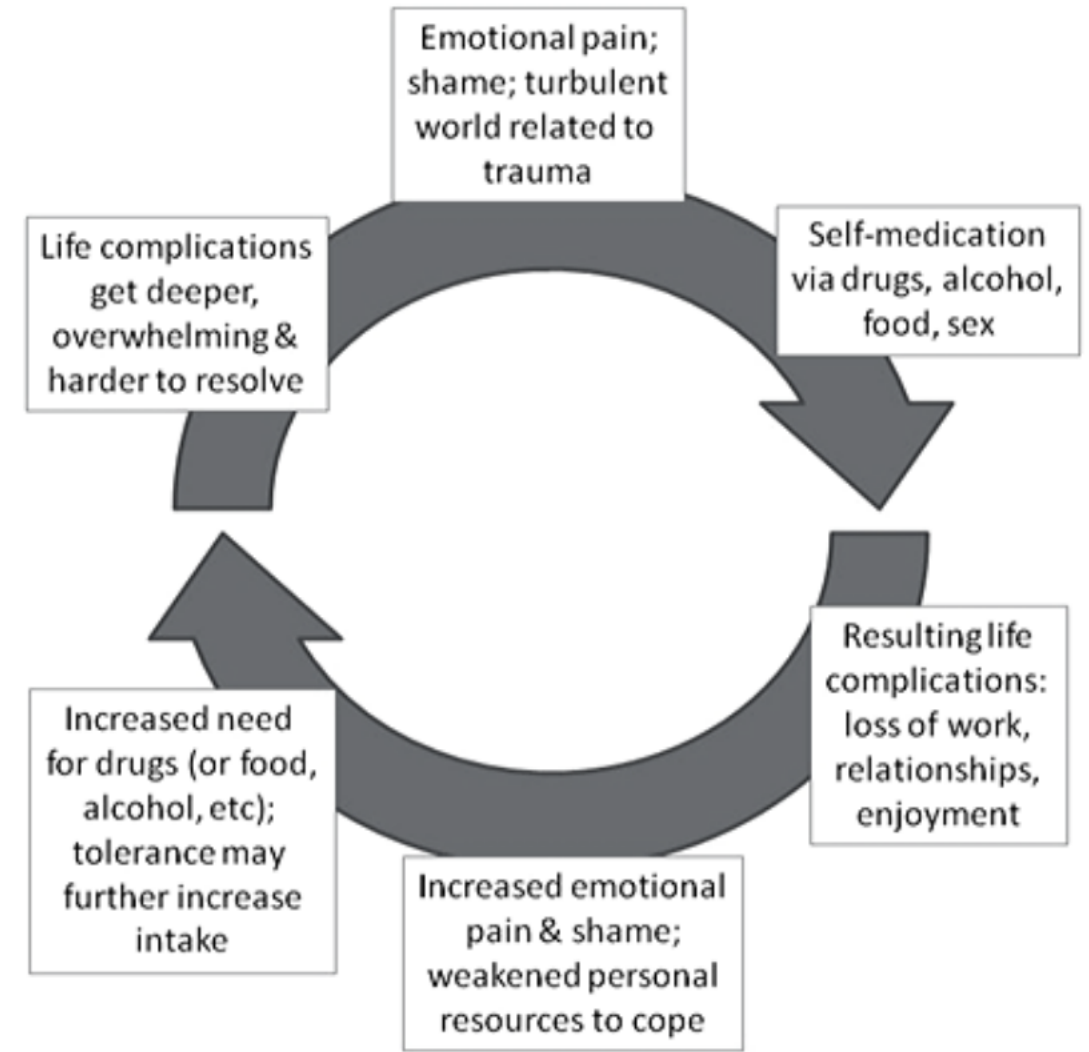 Emotional pain;
shame; turbulent
world related to
trauma
Self-medication
via drugs, alcohol,
food, sex
Resulting life
complications:
loss of work,
relationships,
enjoyment
Increased emotional
pain & shame;
weakened personal
resources to cope
Increased need
for drugs (or food,
alcohol, etc);
tolerance may
further increase
intake
Life complications
get deeper,
overwhelming &
harder to resolve